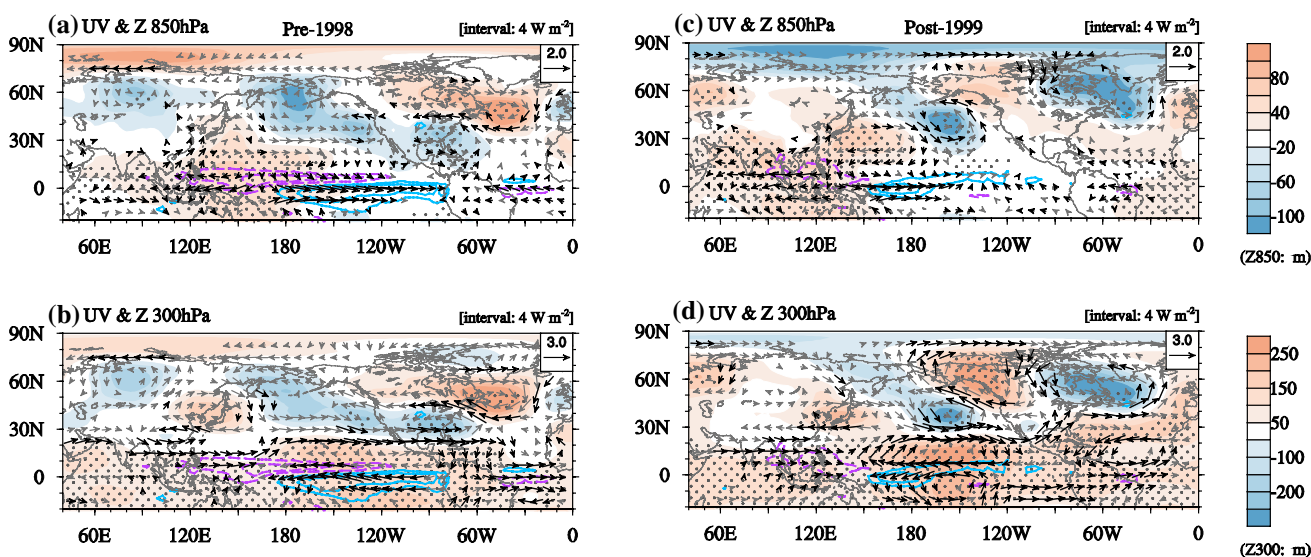 (a) UV & Z 850hPa Pre-1998 [interval: 4 W m-2]
2.0
90N
60N
30N
0
60E 120E 180 120W 60W 0
(c) UV & Z 850hPa Post-1999 [interval: 4 W m-2]
2.0
90N
60N
30N
0
60E 120E 180 120W 60W 0
80
40
-20
-60
-100
(Z850: m)
(b) UV & Z 300hPa [interval: 4 W m-2]
3.0
90N
60N
30N
0
60E 120E 180 120W 60W 0
(d) UV & Z 300hPa [interval: 4 W m-2]
3.0
90N
60N
30N
0
60E 120E 180 120W 60W 0
250
150
50
-100
-200
(Z300: m)